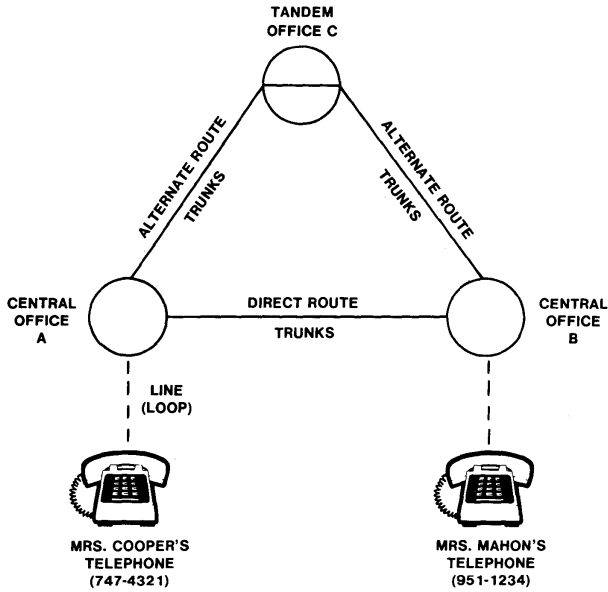 TANDEM
OFFICE C
ALTERNATE ROUTE
TRUNKS
ALTERNATE ROUTE
TRUNKS
CENTRAL
OFFICE
A
DIRECT ROUTE
TRUNKS
CENTRAL
OFFICE
B
LINE
(LOOP)
MRS. COOPER'S
TELEPHONE
(747-4321)
MRS. MAHON'S
TELEPHONE
(951-1234)